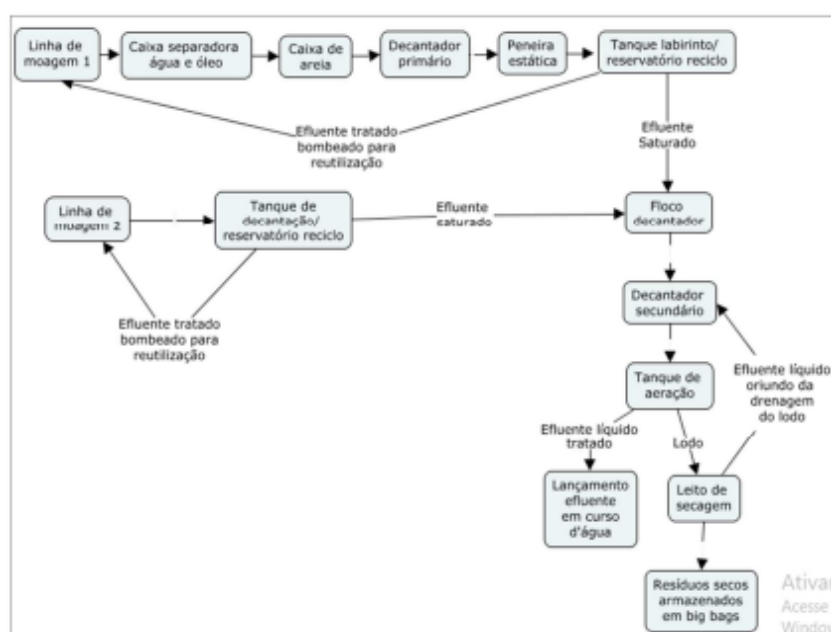 Linha de
moagem 1
Caixa separadora
água e óleo
Caixa de
areia
Decantador
primário
Peneira
estática
Tanque labirinto/
reservatório reciclo
Efluente tratado
bombeado para
reutilização
Efluente
Saturado
Linha de
moagem 2
Tanque de
decantação/
reservatório reciclo
Efluente
saturado
Floco
decantador
Efluente tratado
bombeado para
reutilização
Decantador
secundário
Efluente líquido
oriundo da
drenagem
do lodo
Tanque de
aeração
Efluente líquido
tratado
Lodo
Lançamento
efluente
em curso
d'água
Leito de
secagem
Resíduos secos
armazenados
em big bags
Ativar
Acesse
Window